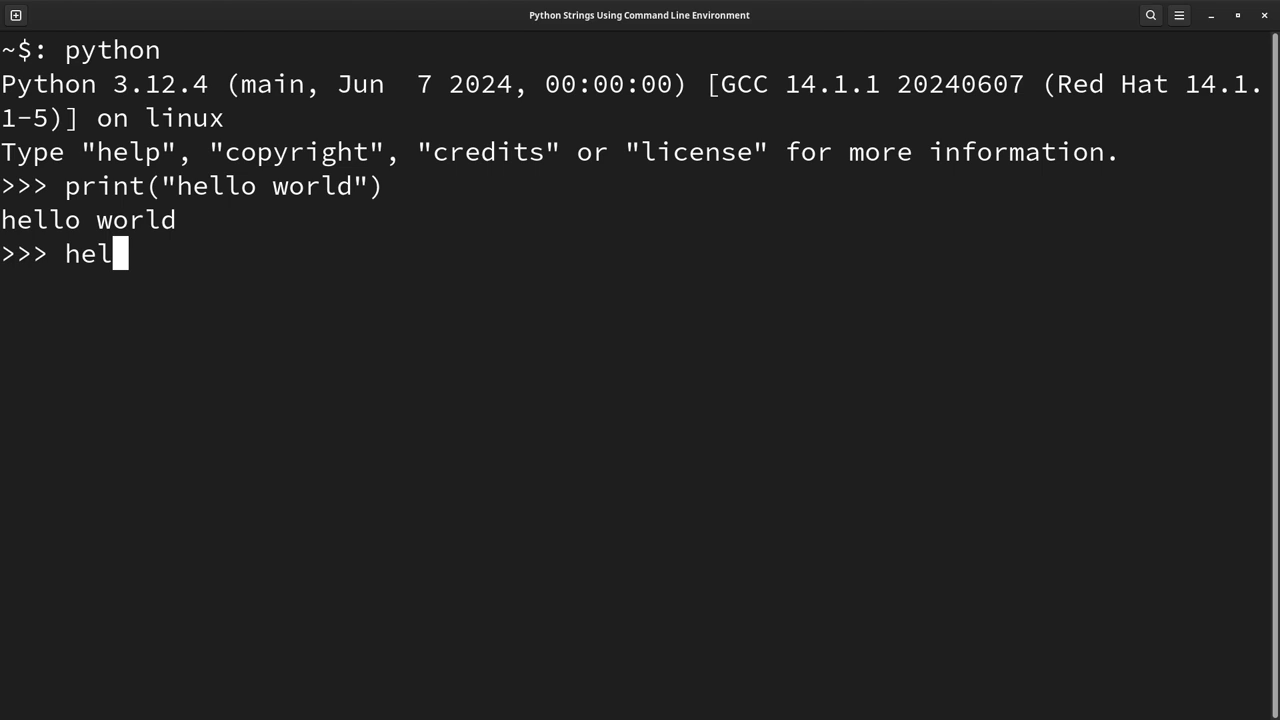 Python Strings Using Command Line Environment
~$: python
Python 3.12.4 (main, Jun  7 2024, 00:00:00) [GCC 14.1.1 20240607 (Red Hat 14.1.
1-5)] on linux
Type "help", "copyright", "credits" or "license" for more information.
>>> print("hello world")
hello world
>>> hel